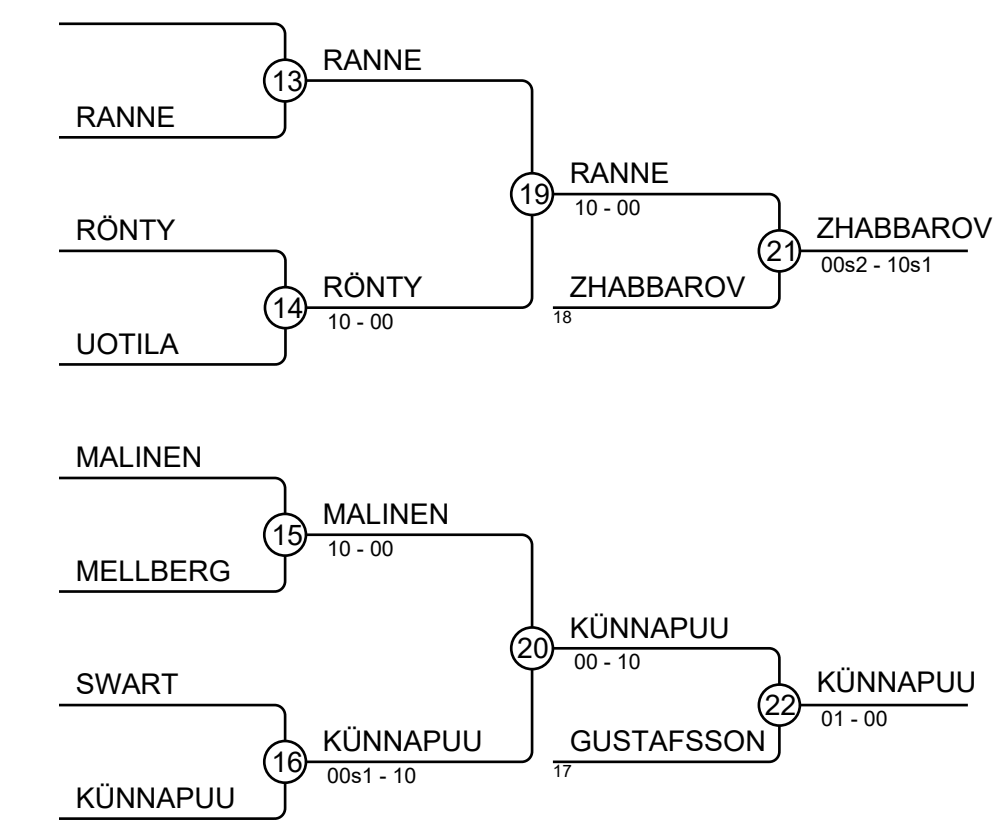 RANNE
13
RANNE
RANNE
10 - 00
19
RÖNTY
ZHABBAROV
00s2 - 10s1
21
RÖNTY
10 - 00
14
ZHABBAROV
18
UOTILA
MALINEN
MALINEN
10 - 00
15
MELLBERG
KÜNNAPUU
00 - 10
20
SWART
KÜNNAPUU
01 - 00
22
KÜNNAPUU
00s1 - 10
16
GUSTAFSSON
17
KÜNNAPUU